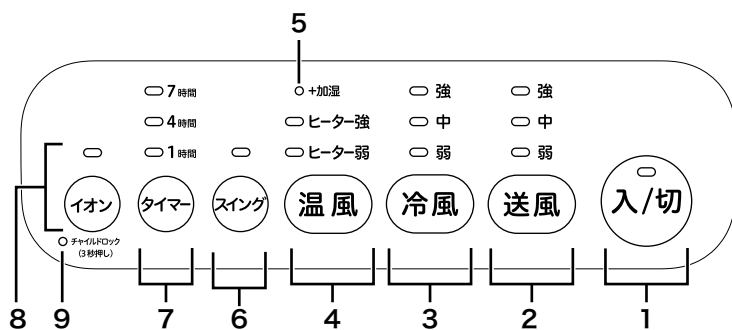 5
7時間
+加湿
強
強
4時間
ヒーター強
中
中
1時間
ヒーター弱
弱
弱
イオン
タイマー
スイング
温風
冷風
送風
入/切
チャイルドロック
(3秒押し)
8
9
7
6
4
3
2
1